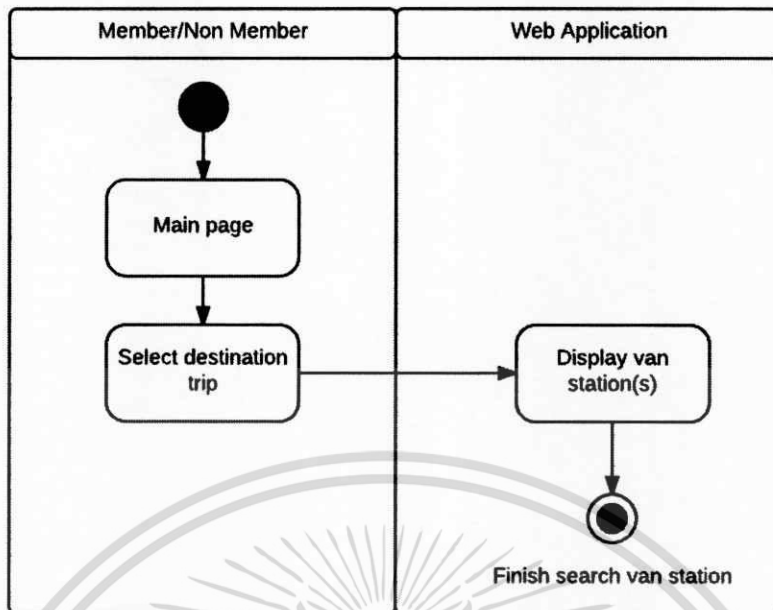 Member/Non Member
Web Application
Main page
Select destination
trip
Display van
station(s)
Finish search van station